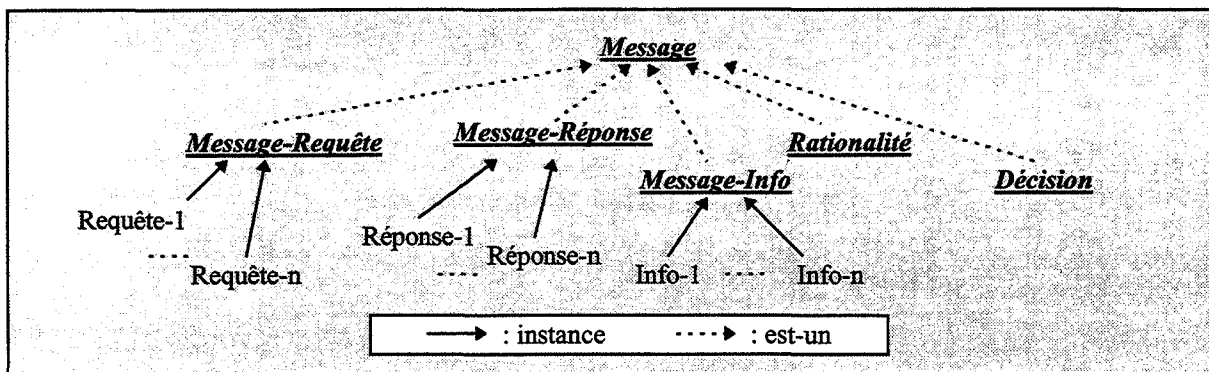 Message
Message-Requête
Message-Réponse
Rationalité
Message-Info
Décision
Requête-1
Requête-n
Réponse-1
Réponse-n
Info-1
Info-n
: instance : est-un